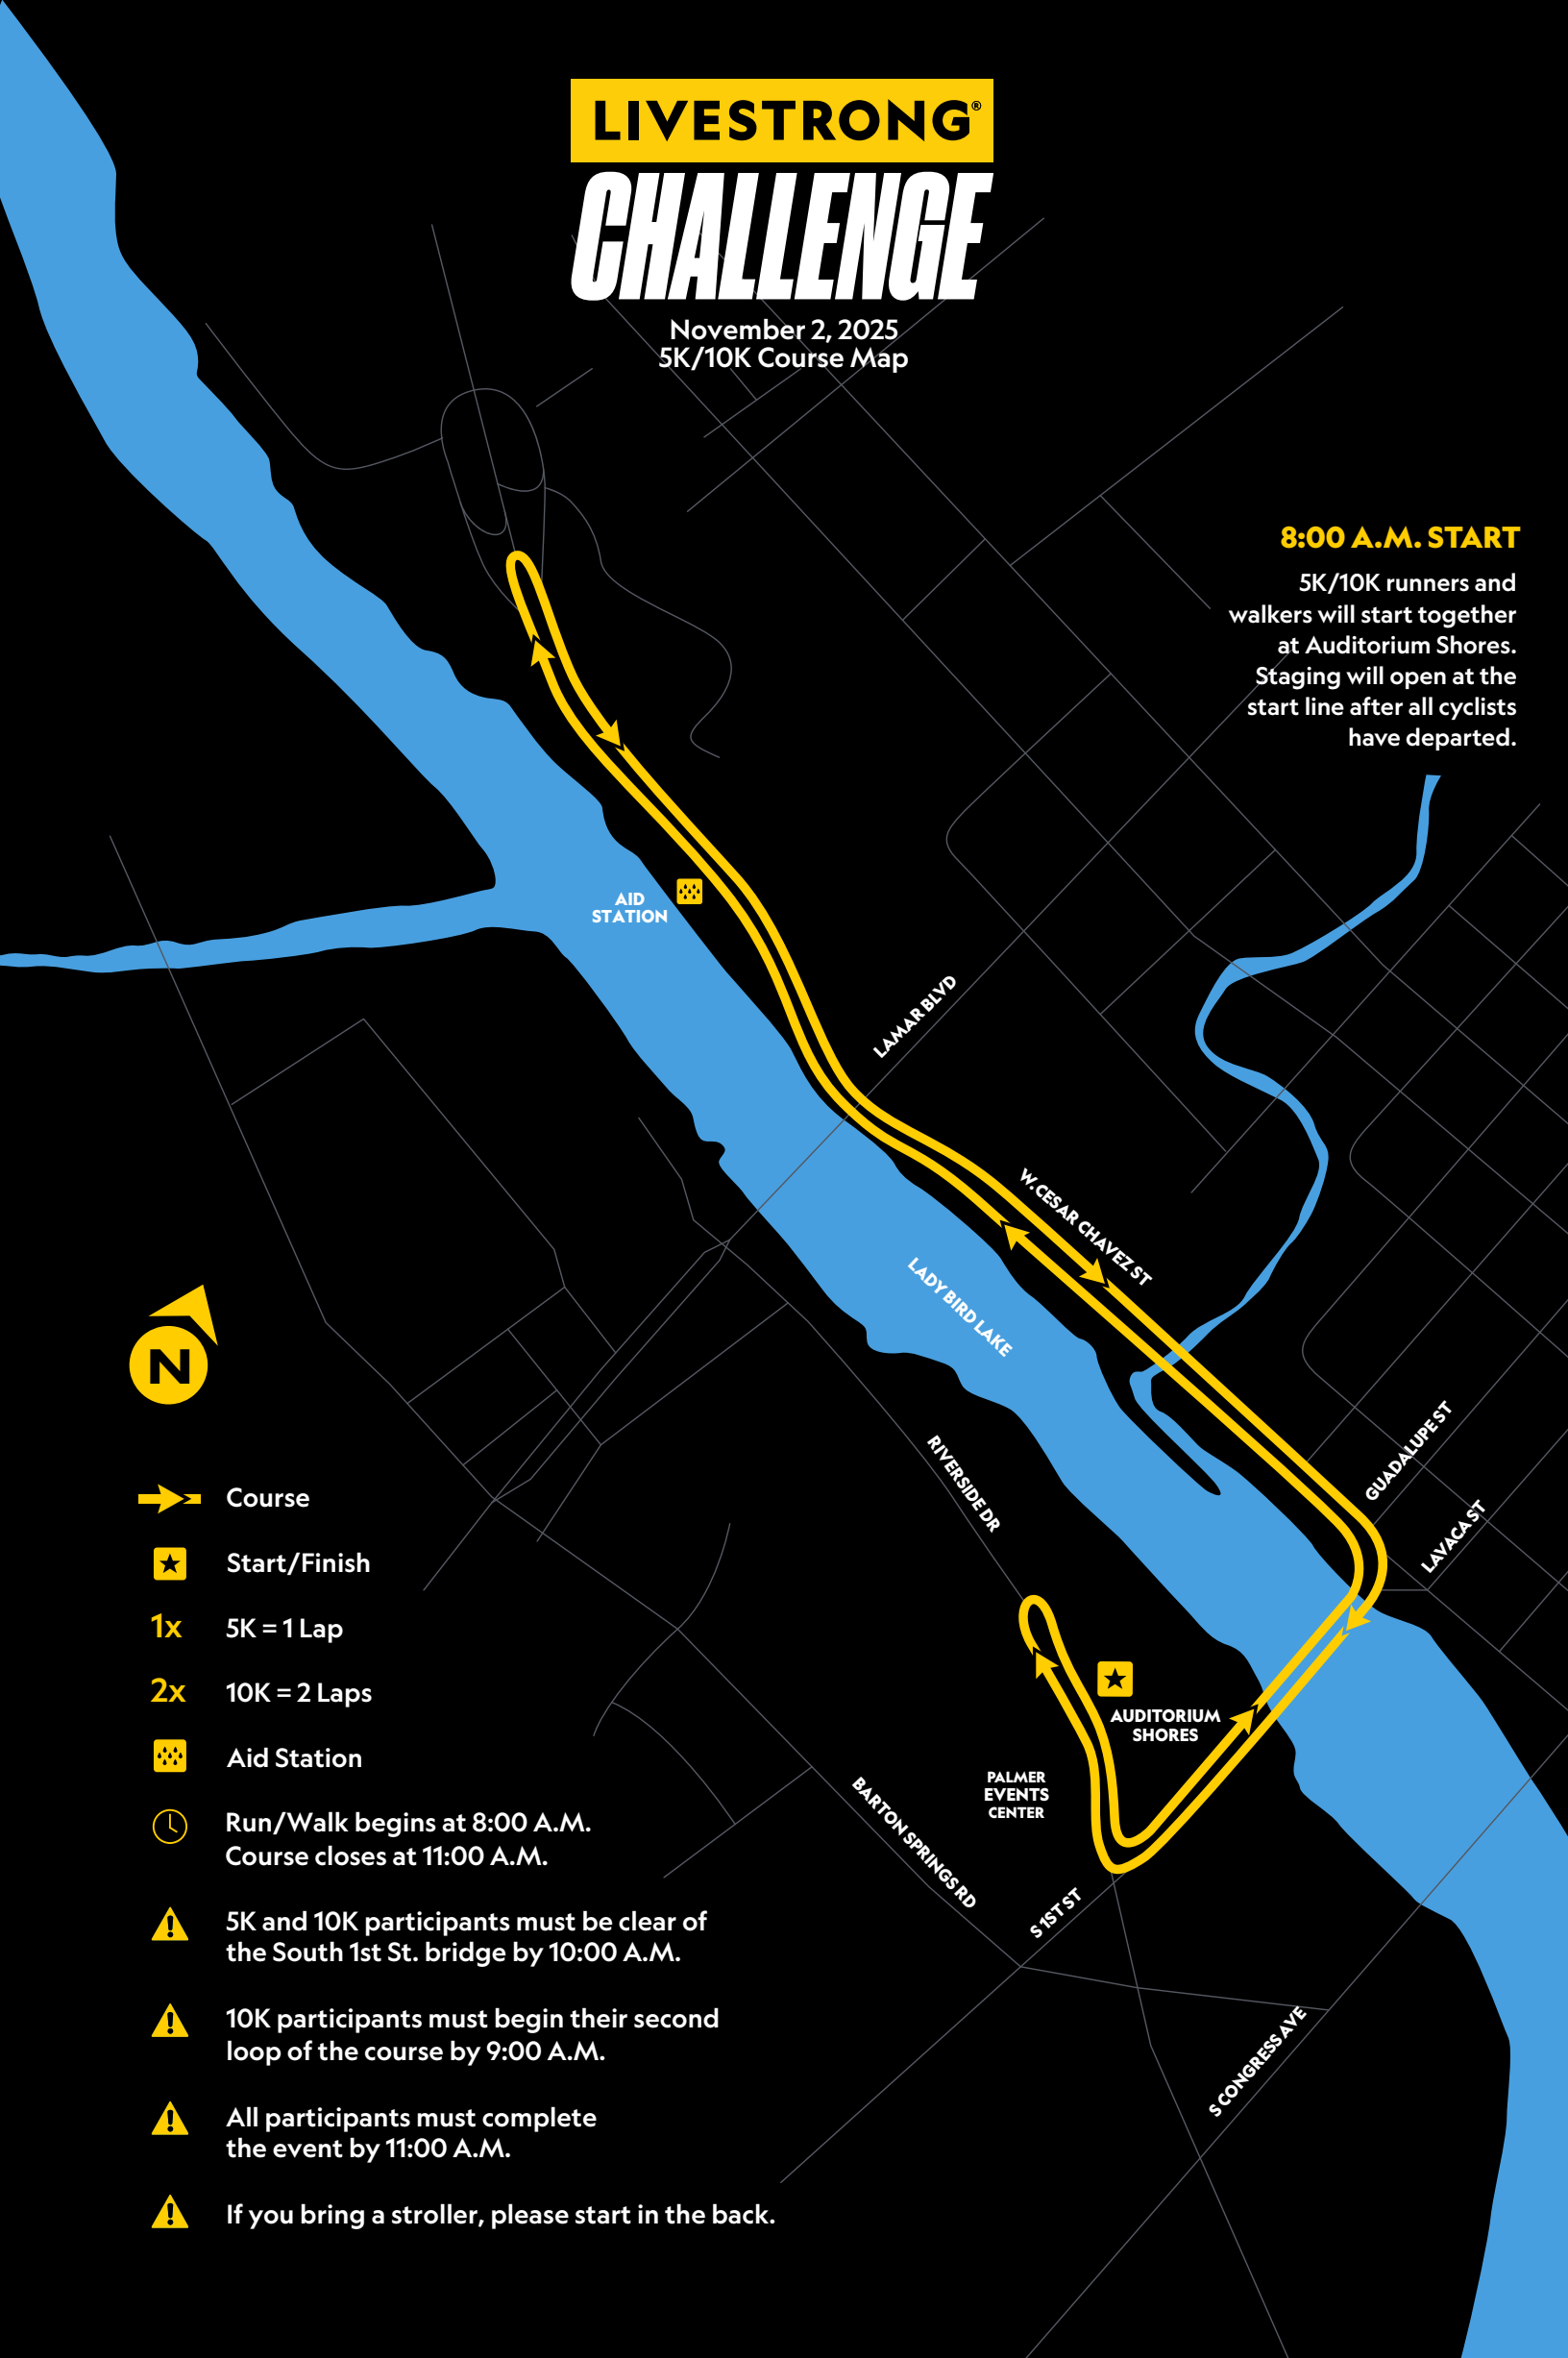 LIVESTRONG®
CHALLENGE
November 2, 2025
5K/10K Course Map
8:00 A.M. START
5K/10K runners and
walkers will start together
at Auditorium Shores.
Staging will open at the
start line after all cyclists
have departed.
AID
STATION
LAMAR BLVD
W. CESAR CHAVEZ ST
LADY BIRD LAKE
N
RIVERSIDE DR
GUADALUPE ST
LAVACA ST
AUDITORIUM
SHORES
PALMER
EVENTS
CENTER
BARTON SPRINGS RD
S 1ST ST
S CONGRESS AVE
Course
Start/Finish
1x 5K = 1 Lap
2x 10K = 2 Laps
Aid Station
Run/Walk begins at 8:00 A.M.
Course closes at 11:00 A.M.
5K and 10K participants must be clear of
the South 1st St. bridge by 10:00 A.M.
10K participants must begin their second
loop of the course by 9:00 A.M.
All participants must complete
the event by 11:00 A.M.
If you bring a stroller, please start in the back.